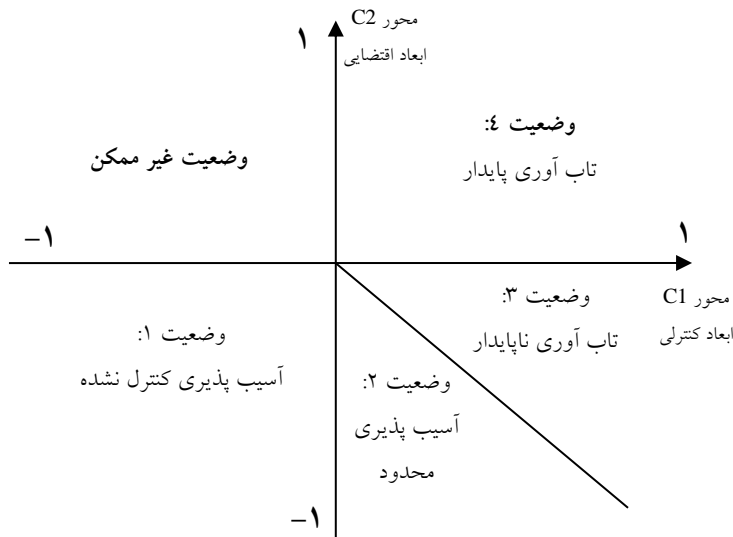 محور C2
ابعاد اقتضایی
۱
وضعیت ٤:
تاب آوری پایدار
وضعیت غیر ممکن
۱
−۱
محور C1
ابعاد کنترلی
وضعیت ۳:
تاب آوری ناپایدار
وضعیت ۱:
آسیب پذیری کنترل نشده
وضعیت ۲:
آسیب پذیری
محدود
−۱